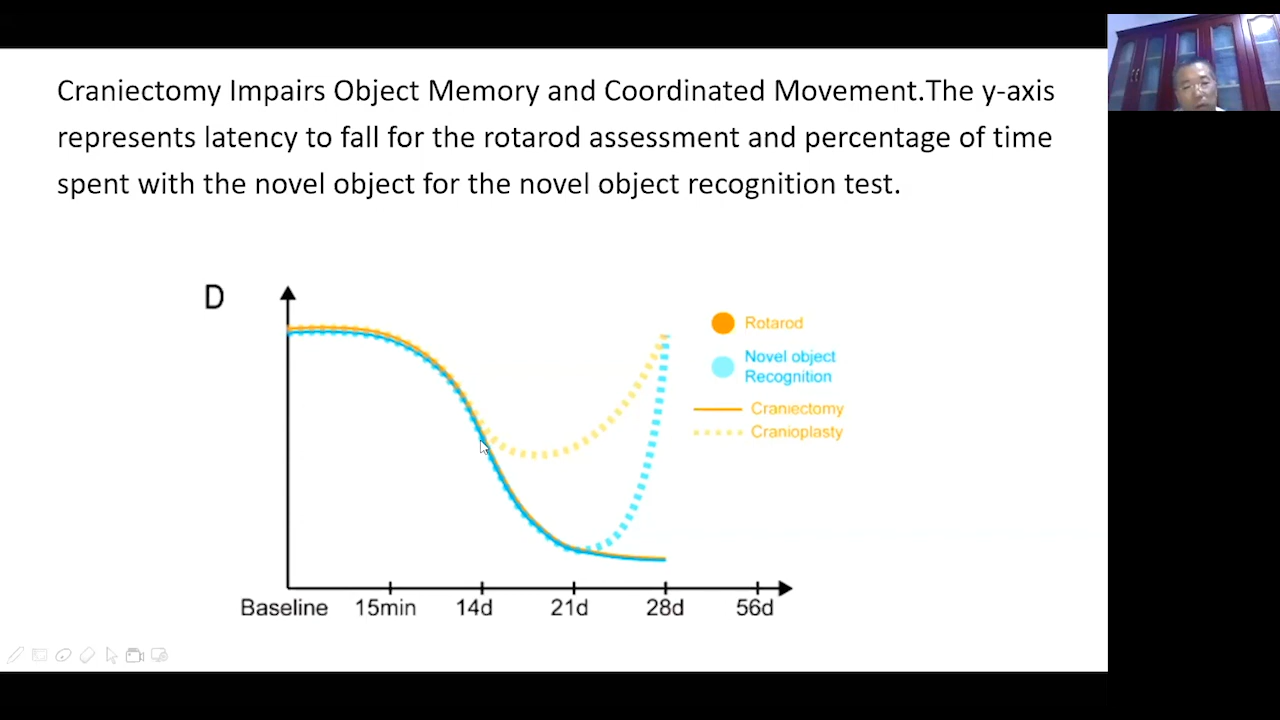 Craniectomy Impairs Object Memory and Coordinated Movement.The y-axis
represents latency to fall for the rotarod assessment and percentage of time
spent with the novel object for the novel object recognition test.
D
Rotarod
Novel object
Recognition
Craniectomy
Cranioplasty
Baseline 15min 14d 21d 28d 56d